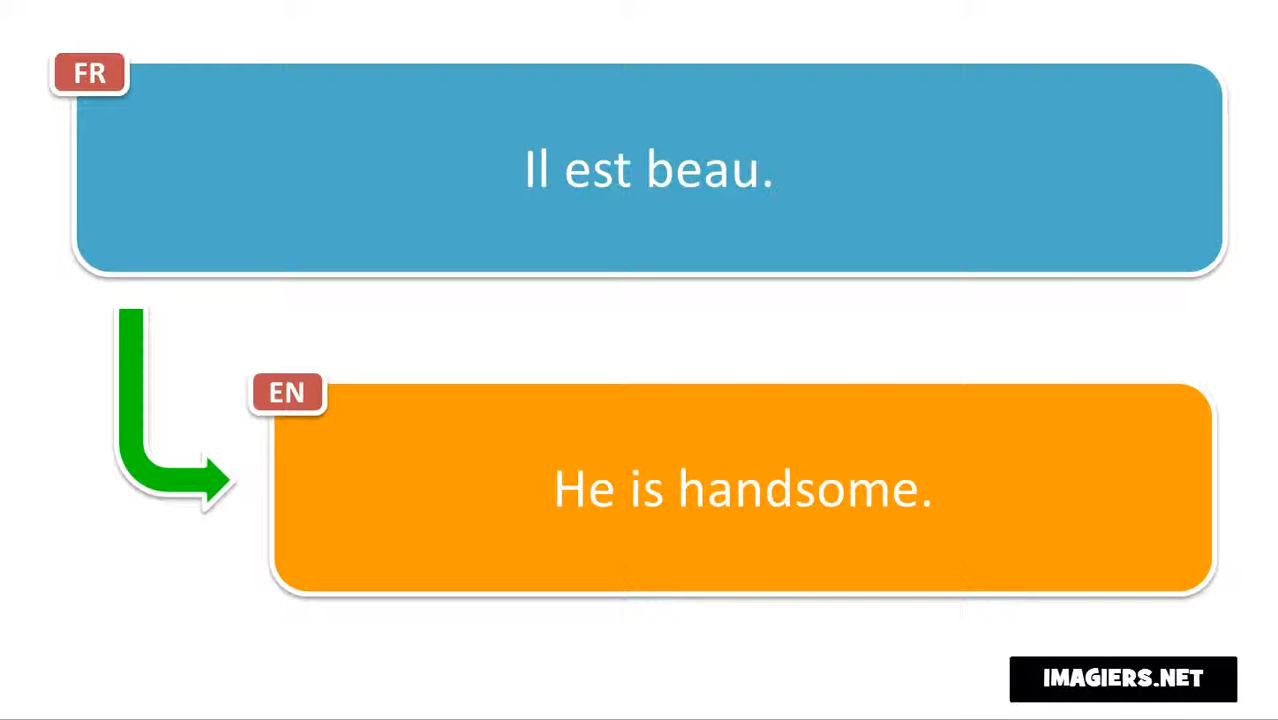 FR
Il est beau.
EN
He is handsome.
IMAGIERS.NET